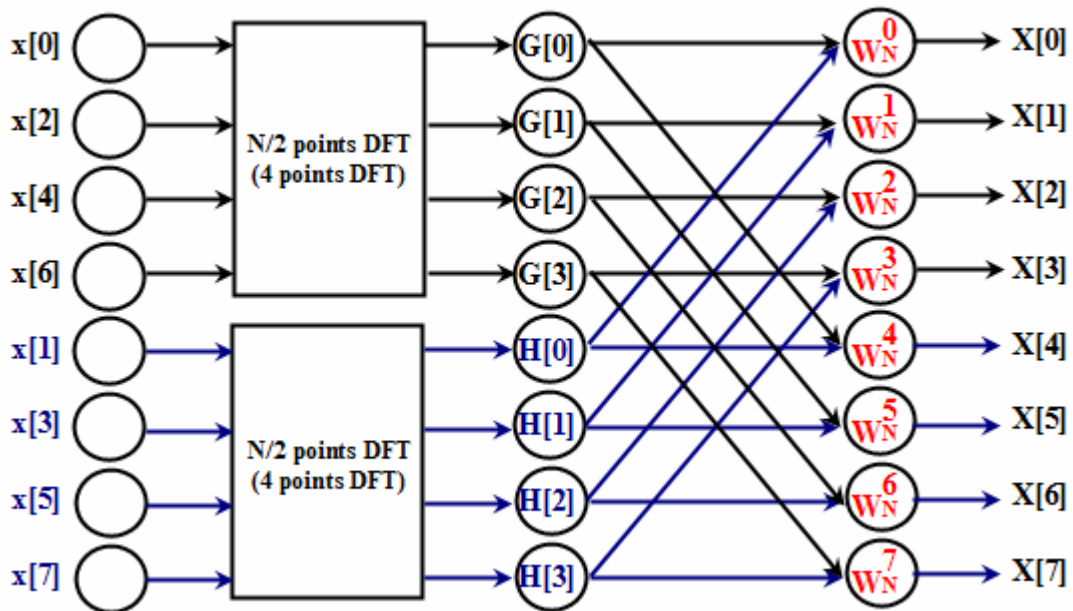 x[0] G[0] W_N^0 X[0]
x[2] G[1] W_N^1 X[1]
N/2 points DFT
(4 points DFT)
x[4] G[2] W_N^2 X[2]
x[6] G[3] W_N^3 X[3]
x[1] H[0] W_N^4 X[4]
x[3] H[1] W_N^5 X[5]
N/2 points DFT
(4 points DFT)
x[5] H[2] W_N^6 X[6]
x[7] H[3] W_N^7 X[7]